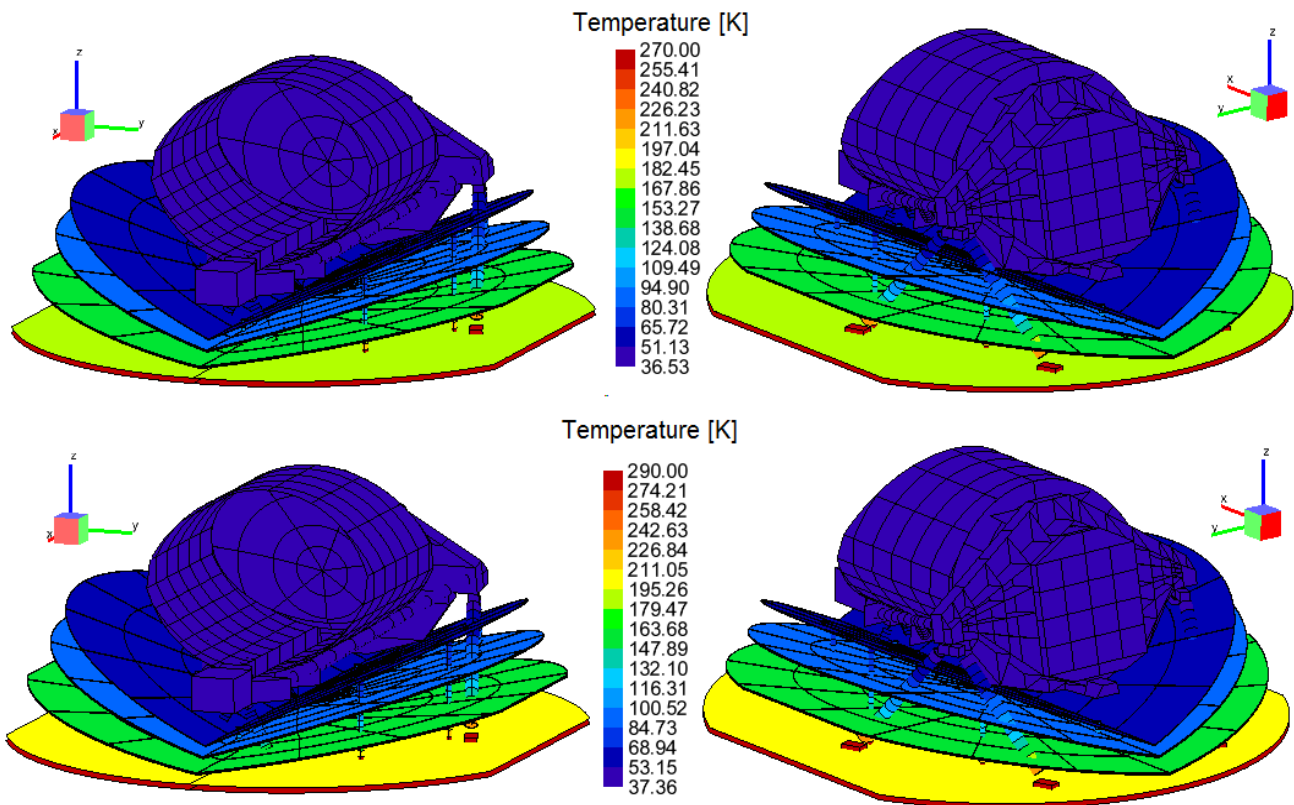 Temperature [K]
z
x
y
270.00
255.41
240.82
226.23
211.63
197.04
182.45
167.86
153.27
138.68
124.08
109.49
94.90
80.31
65.72
51.13
36.53
z
x
y
Temperature [K]
z
x
y
290.00
274.21
258.42
242.63
226.84
211.05
195.26
179.47
163.68
147.89
132.10
116.31
100.52
84.73
68.94
53.15
37.36
z
x
y